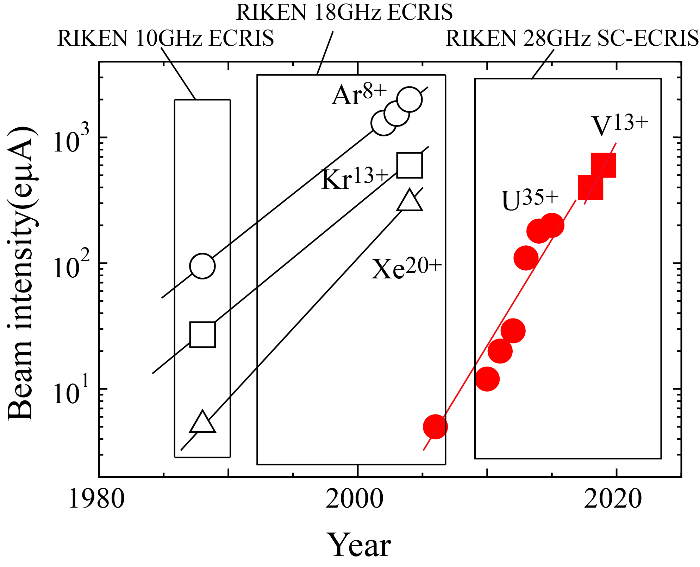 RIKEN 18GHz ECRIS
RIKEN 10GHz ECRIS
RIKEN 28GHz SC-ECRIS
Ar8+
V13+
10³
Kr13+
U35+
Xe20+
10²
10¹
Beam intensity(eμA)
1980
2000
2020
Year